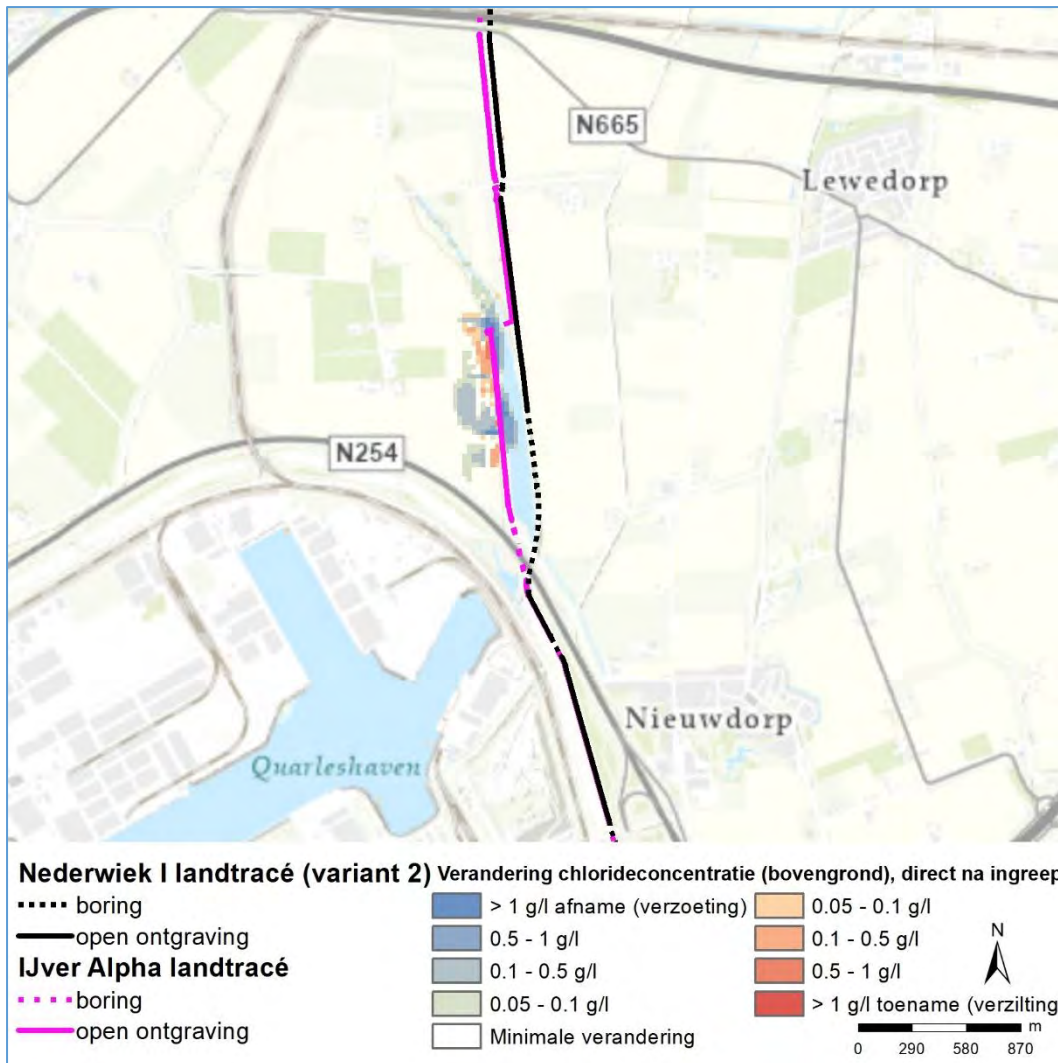 N665
Lewedorp
N254
Nieuwdorp
Quarleshaven
Nederwiek I landtracé (variant 2)
boring
open ontgraving
IJver Alpha landtracé
boring
open ontgraving
Verandering chlorideconcentratie (bovengrond), direct na ingreep
> 1 g/l afname (verzoeting)
0.5 - 1 g/l
0.1 - 0.5 g/l
0.05 - 0.1 g/l
Minimale verandering
0.05 - 0.1 g/l
0.1 - 0.5 g/l
0.5 - 1 g/l
> 1 g/l toename (verzilting
N
m
0 290 580 870